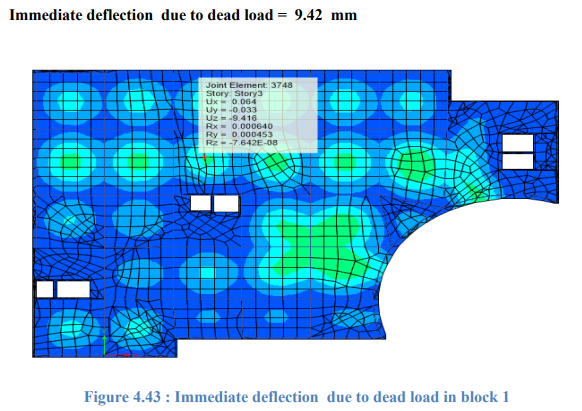 Immediate deflection due to dead load = 9.42 mm
Joint Element: 3748
Story: Story3
Ux = 0.064
Uy = -0.033
Uz = -9.416
Rx = 0.000640
Ry = 0.000453
Rz = -7.642E-08
Figure 4.43 : Immediate deflection due to dead load in block 1